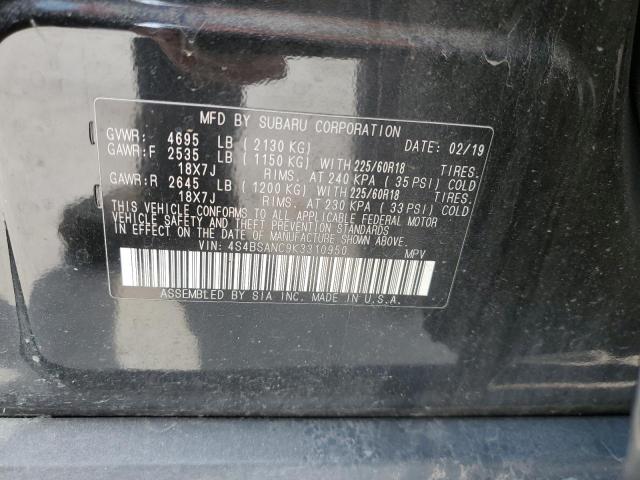 MFD BY SUBARU CORPORATION
GVWR: 4695 LB (2130 KG) DATE: 02/19
GAWR:F 2535 LB (1150 KG) WITH 225/60R18 TIRES.
18X7J RIMS. AT 240 KPA (35 PSI) COLD
GAWR:R 2645 LB (1200 KG) WITH 225/60R18 TIRES.
18X7J RIMS. AT 230 KPA (33 PSI) COLD
THIS VEHICLE CONFORMS TO ALL APPLICABLE FEDERAL MOTOR
VEHICLE SAFETY AND THEFT PREVENTION STANDARDS
IN EFFECT ON THE DATE OF MANUFACTURE SHOWN ABOVE.
VIN: 4S4BSANC9K3310950 MPV
ASSEMBLED BY SIA INC. MADE IN U.S.A.